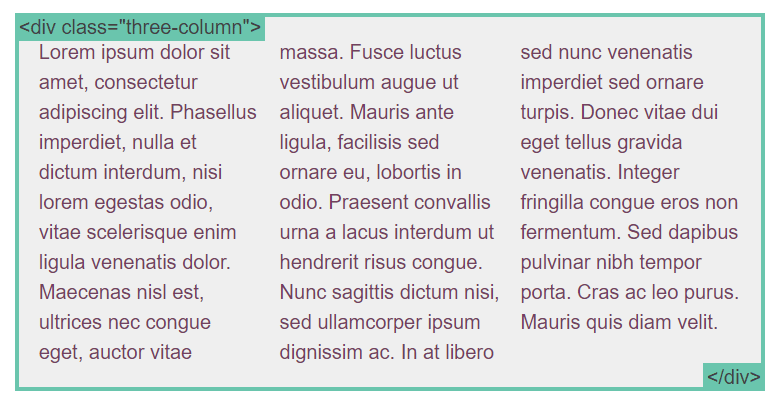 <div class="three-column">
Lorem ipsum dolor sit
amet, consectetur
adipiscing elit. Phasellus
imperdiet, nulla et
dictum interdum, nisi
lorem egestas odio,
vitae scelerisque enim
ligula venenatis dolor.
Maecenas nisl est,
ultrices nec congue
eget, auctor vitae
massa. Fusce luctus
vestibulum augue ut
aliquet. Mauris ante
ligula, facilisis sed
ornare eu, lobortis in
odio. Praesent convallis
urna a lacus interdum ut
hendrerit risus congue.
Nunc sagittis dictum nisi,
sed ullamcorper ipsum
dignissim ac. In at libero
sed nunc venenatis
imperdiet sed ornare
turpis. Donec vitae dui
eget tellus gravida
venenatis. Integer
fringilla congue eros non
fermentum. Sed dapibus
pulvinar nibh tempor
porta. Cras ac leo purus.
Mauris quis diam velit.
</div>